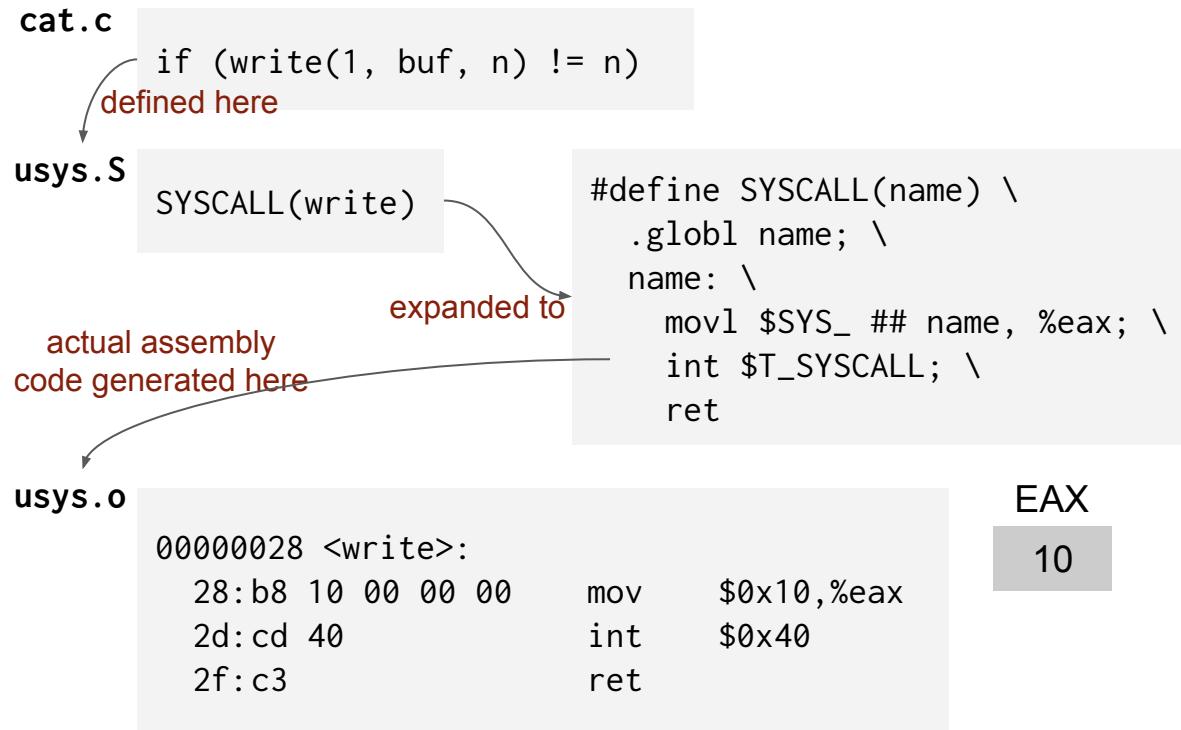 cat.c
if (write(1, buf, n) != n)
defined here
usys.S
SYSCALL(write)
#define SYSCALL(name) \
.globl name; \
name: \
movl $SYS_ ## name, %eax; \
int $T_SYSCALL; \
ret
expanded to
actual assembly
code generated here
usys.o
00000028 <write>:
28: b8 10 00 00 00 mov $0x10,%eax
2d: cd 40 int $0x40
2f: c3 ret
EAX
10